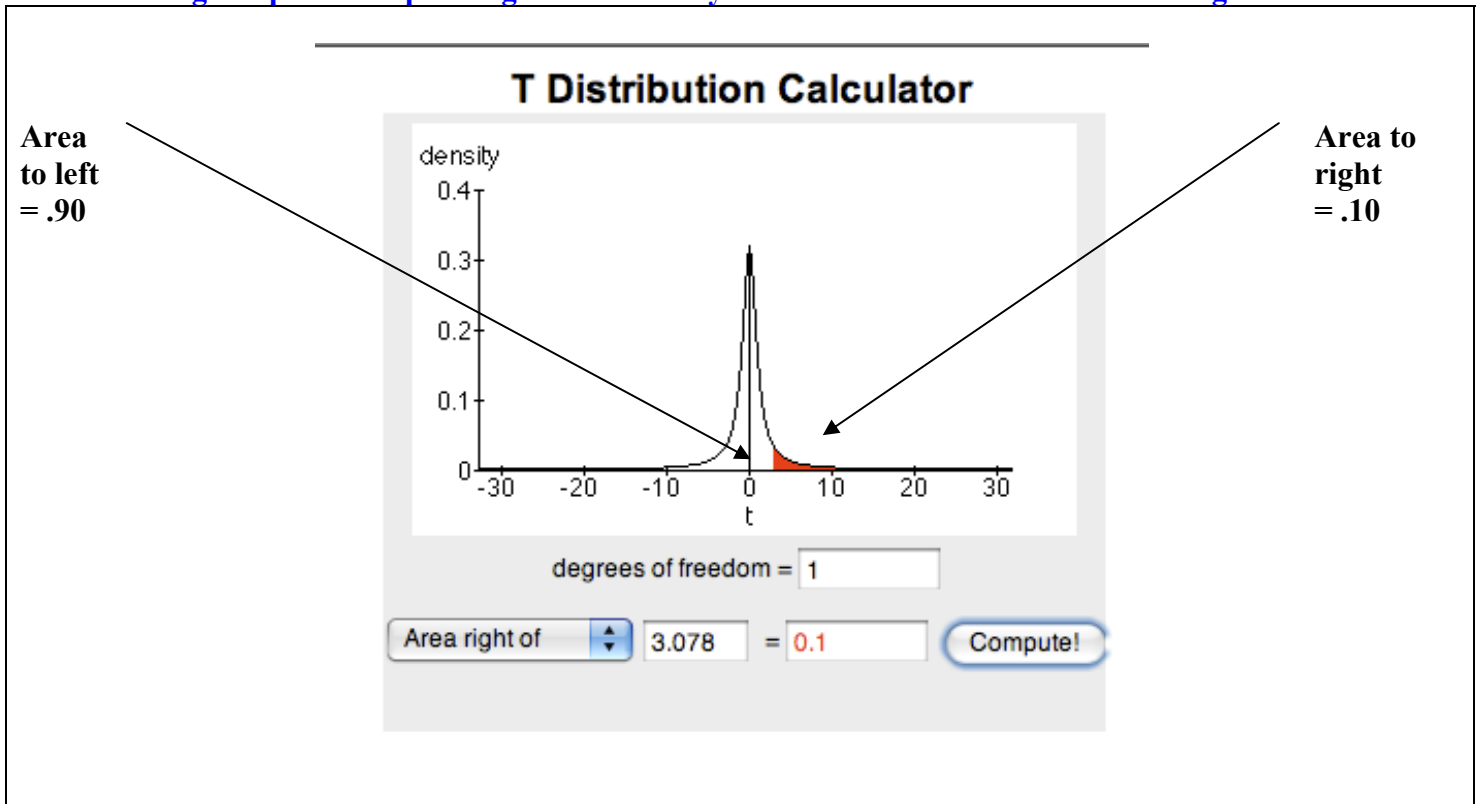 T Distribution Calculator
Area
to left
= .90
Area to
right
= .10
density
0.4
0.3
0.2
0.1
0
-30 -20 -10 0 10 20 30
t
degrees of freedom = 1
Area right of 3.078 = 0.1 Compute!